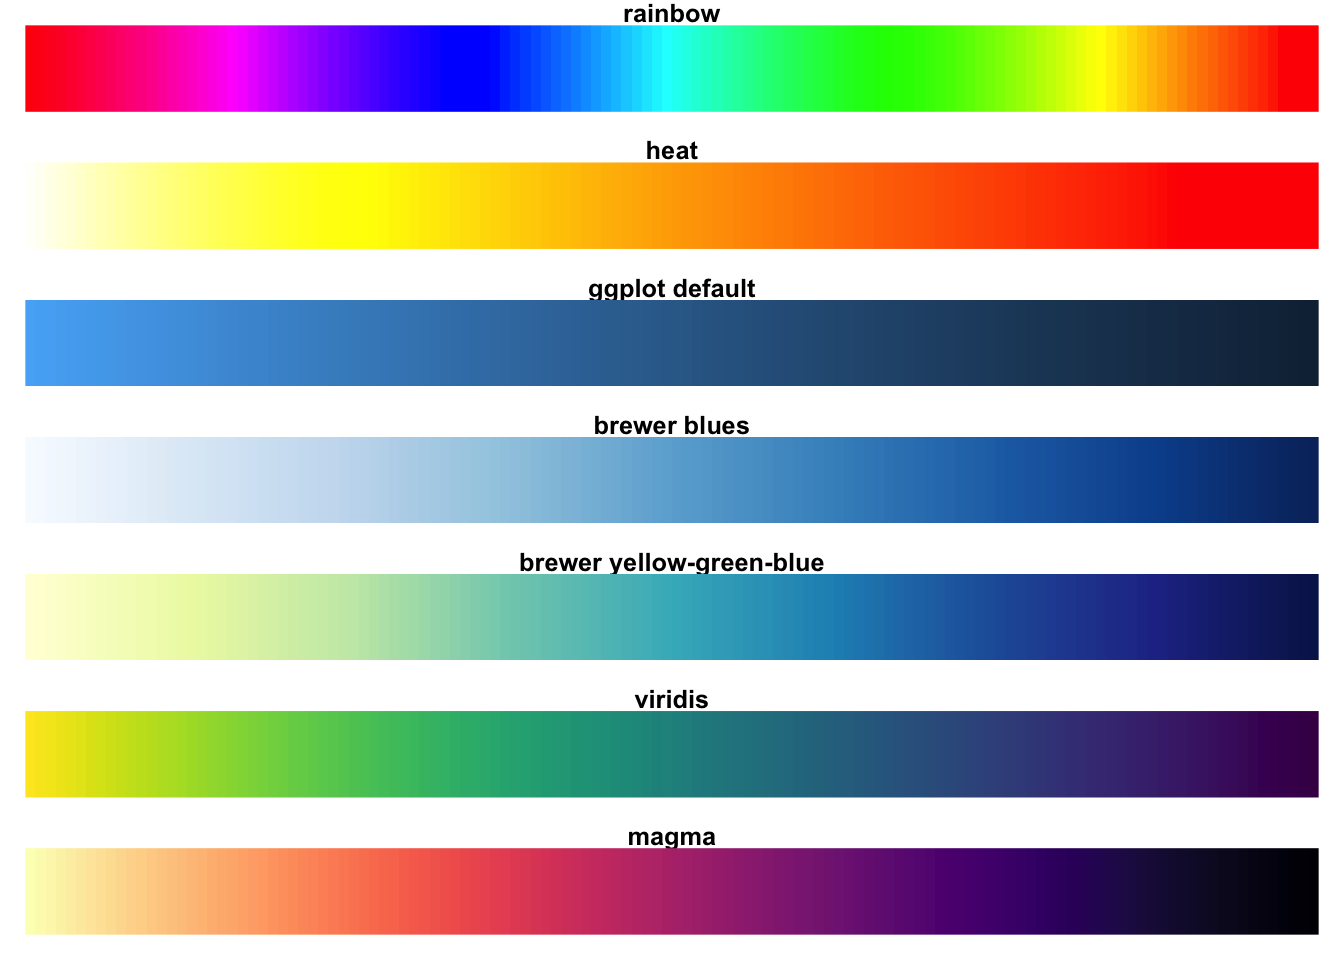 rainbow
heat
ggplot default
brewer blues
brewer yellow-green-blue
viridis
magma